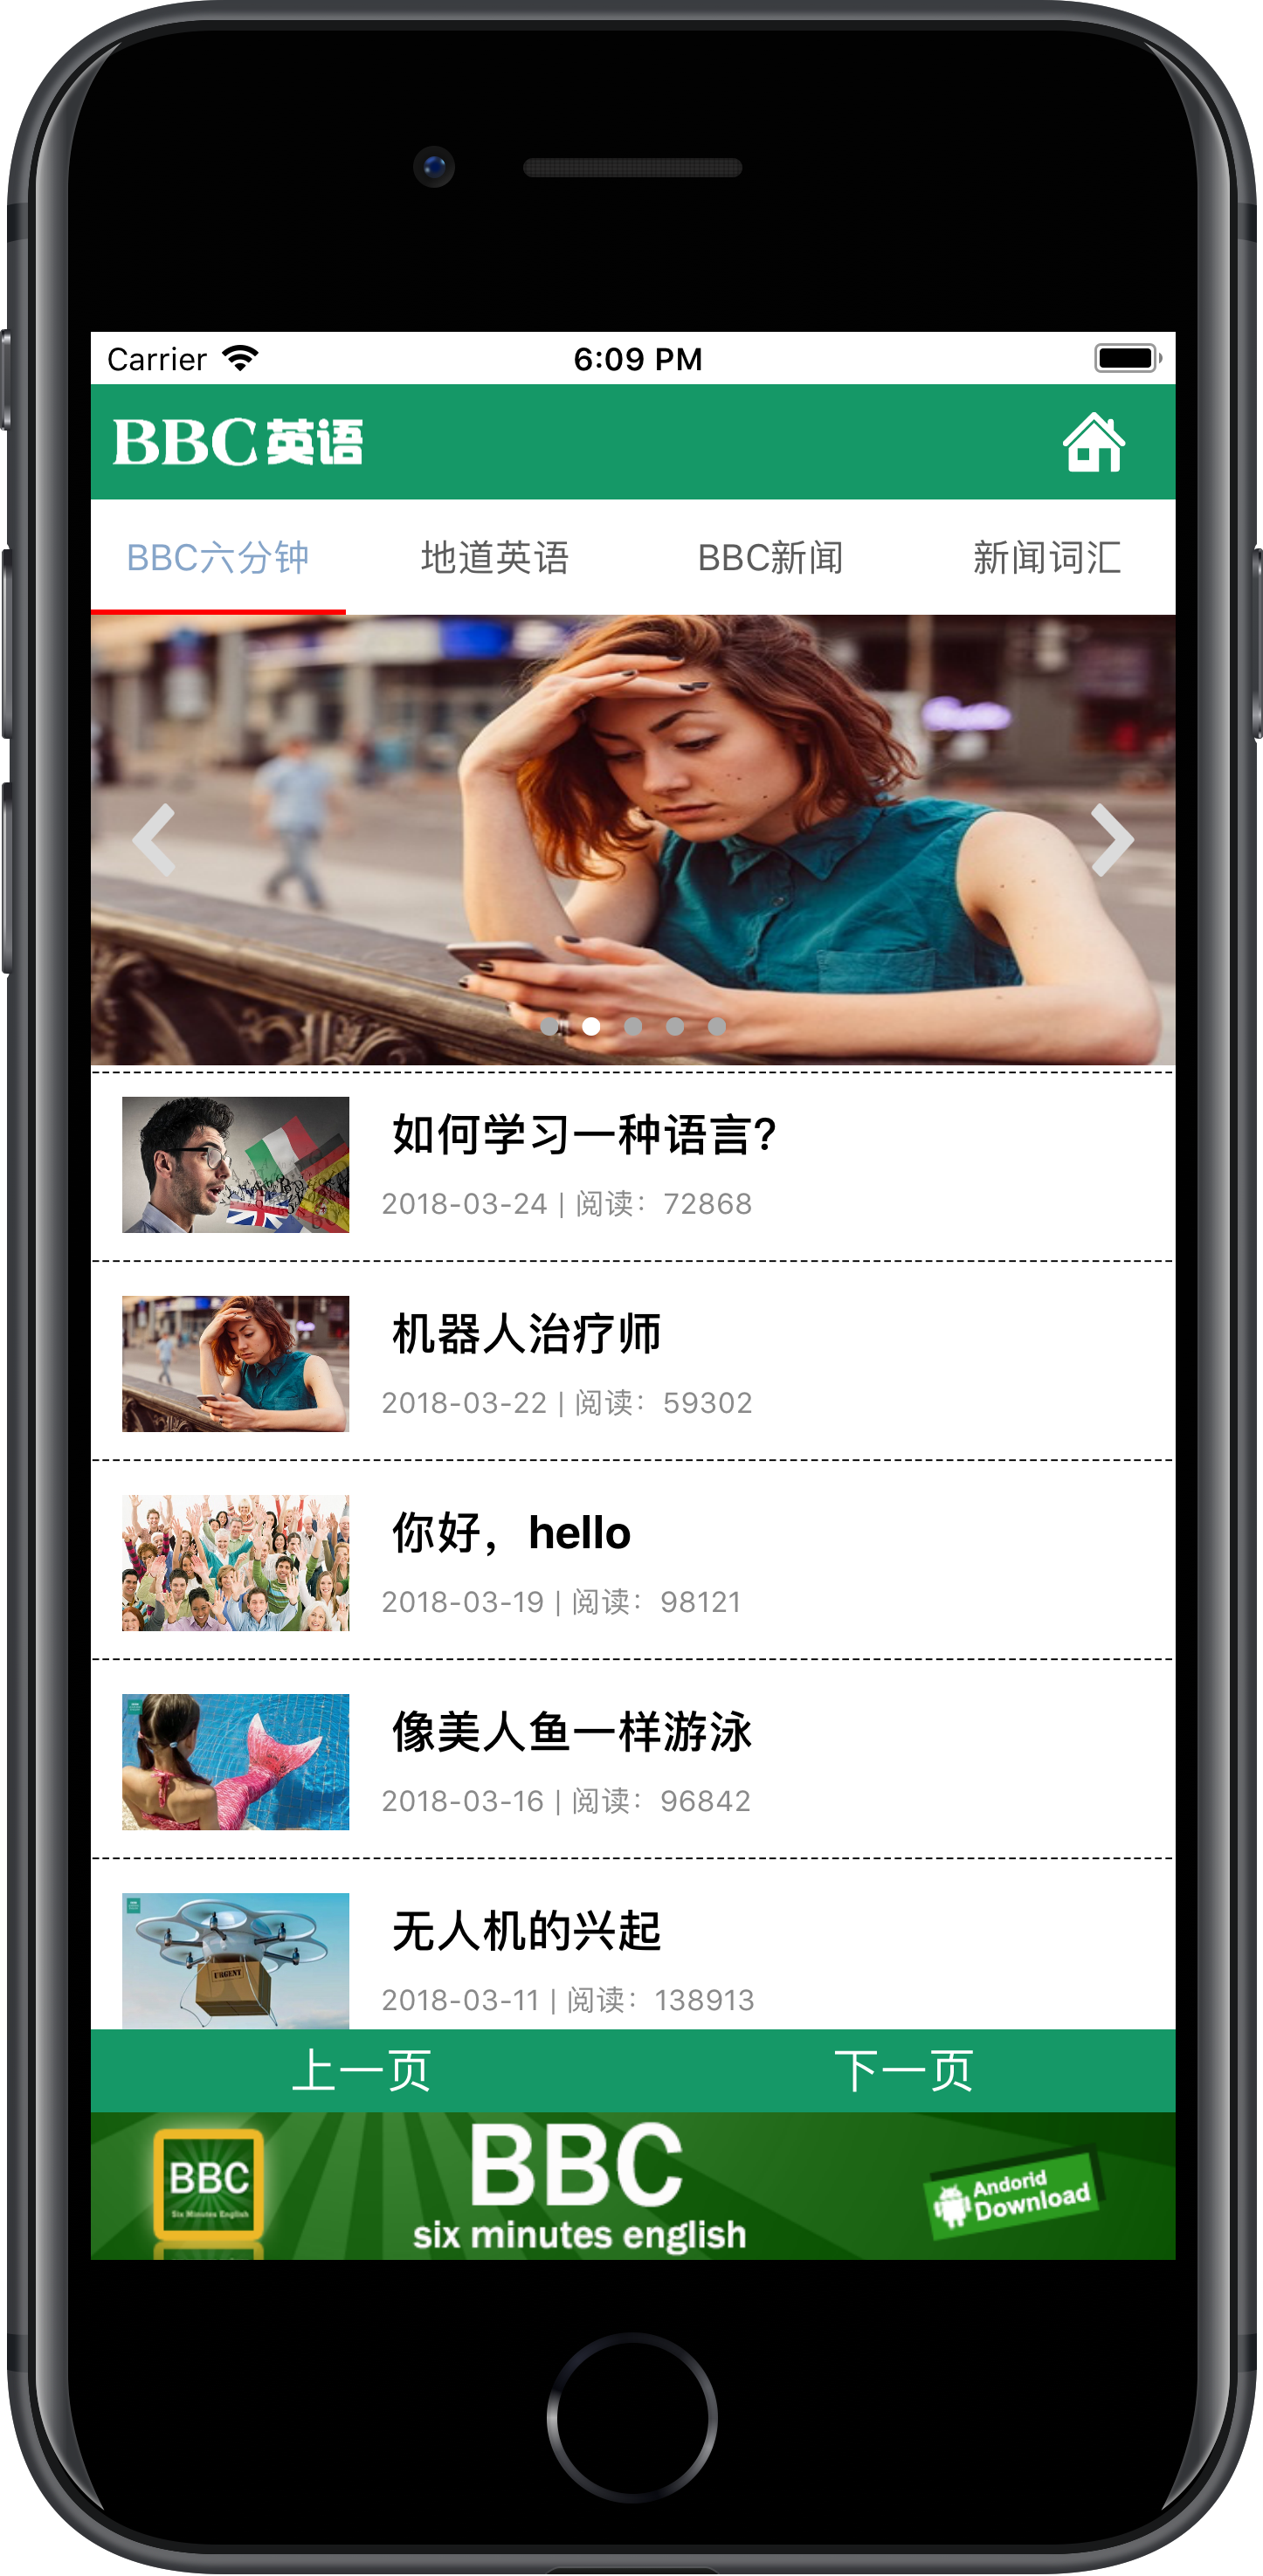 Carrier 6:09 PM
BBC英语
BBC六分钟 地道英语 BBC新闻 新闻词汇
如何学习一种语言?
2018-03-24 | 阅读：72868
机器人治疗师
2018-03-22 | 阅读：59302
你好，hello
2018-03-19 | 阅读：98121
像美人鱼一样游泳
2018-03-16 | 阅读：96842
无人机的兴起
2018-03-11 | 阅读：138913
URGENT
上一页 下一页
BBC
Six Minutes English
BBC
six minutes english
Andorid
Download